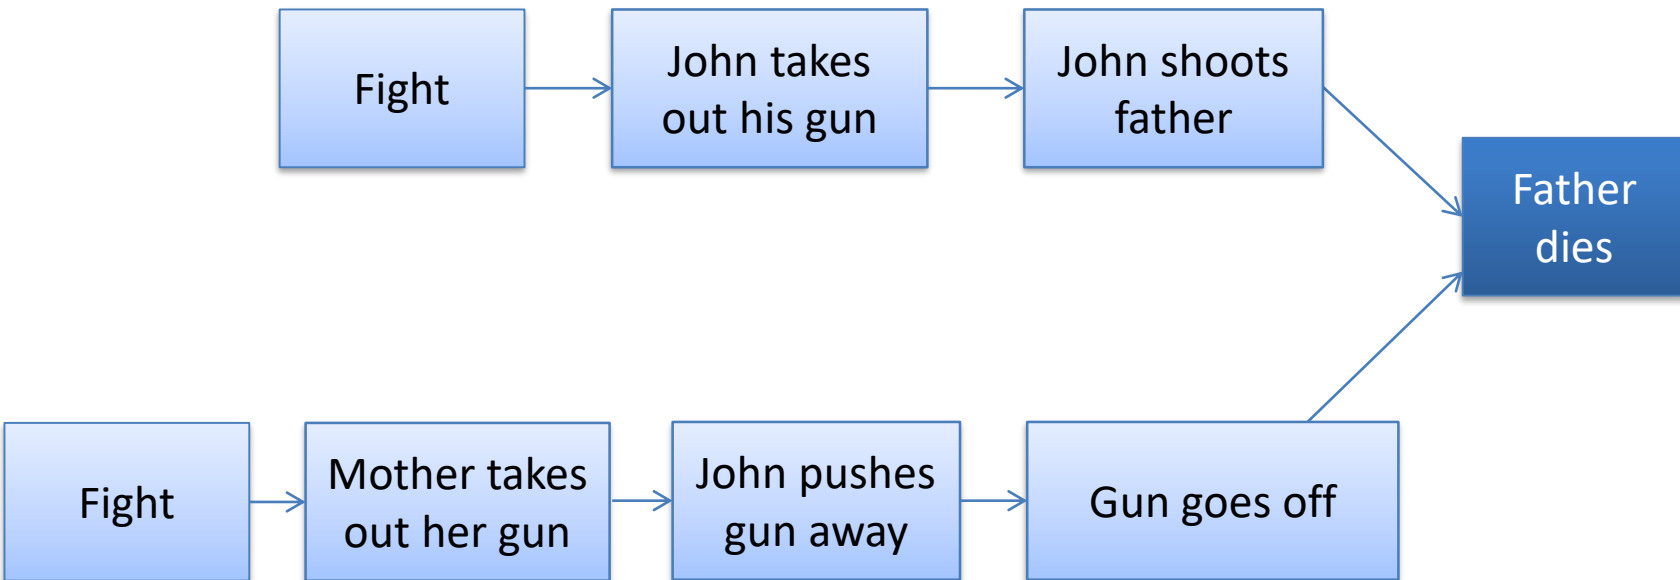 Fight
John takes
out his gun
John shoots
father
Father
dies
Fight
Mother takes
out her gun
John pushes
gun away
Gun goes off